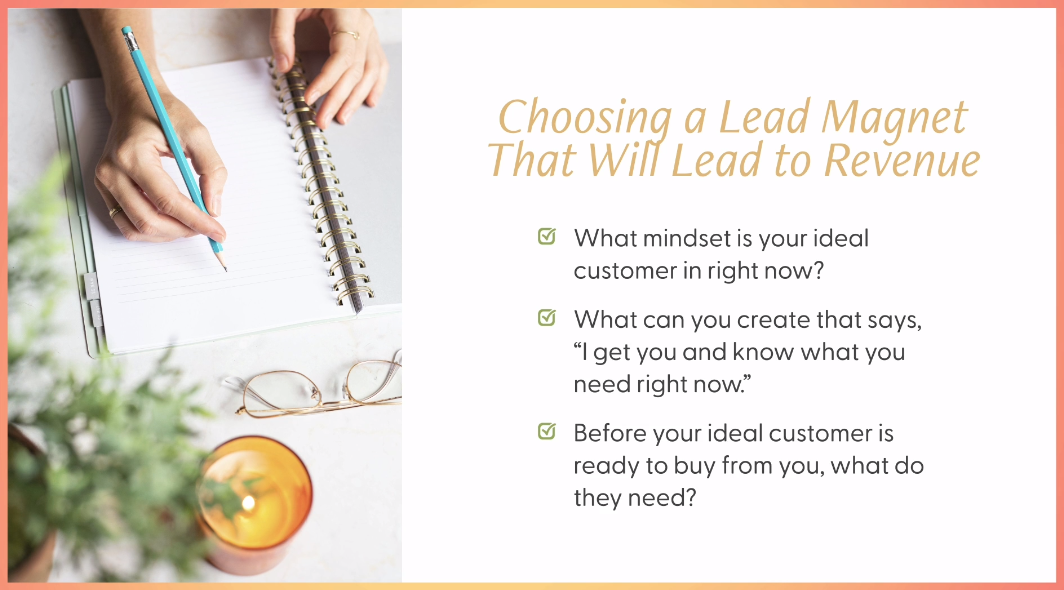 Choosing a Lead Magnet
That Will Lead to Revenue
What mindset is your ideal
customer in right now?
What can you create that says,
“I get you and know what you
need right now.”
Before your ideal customer is
ready to buy from you, what do
they need?